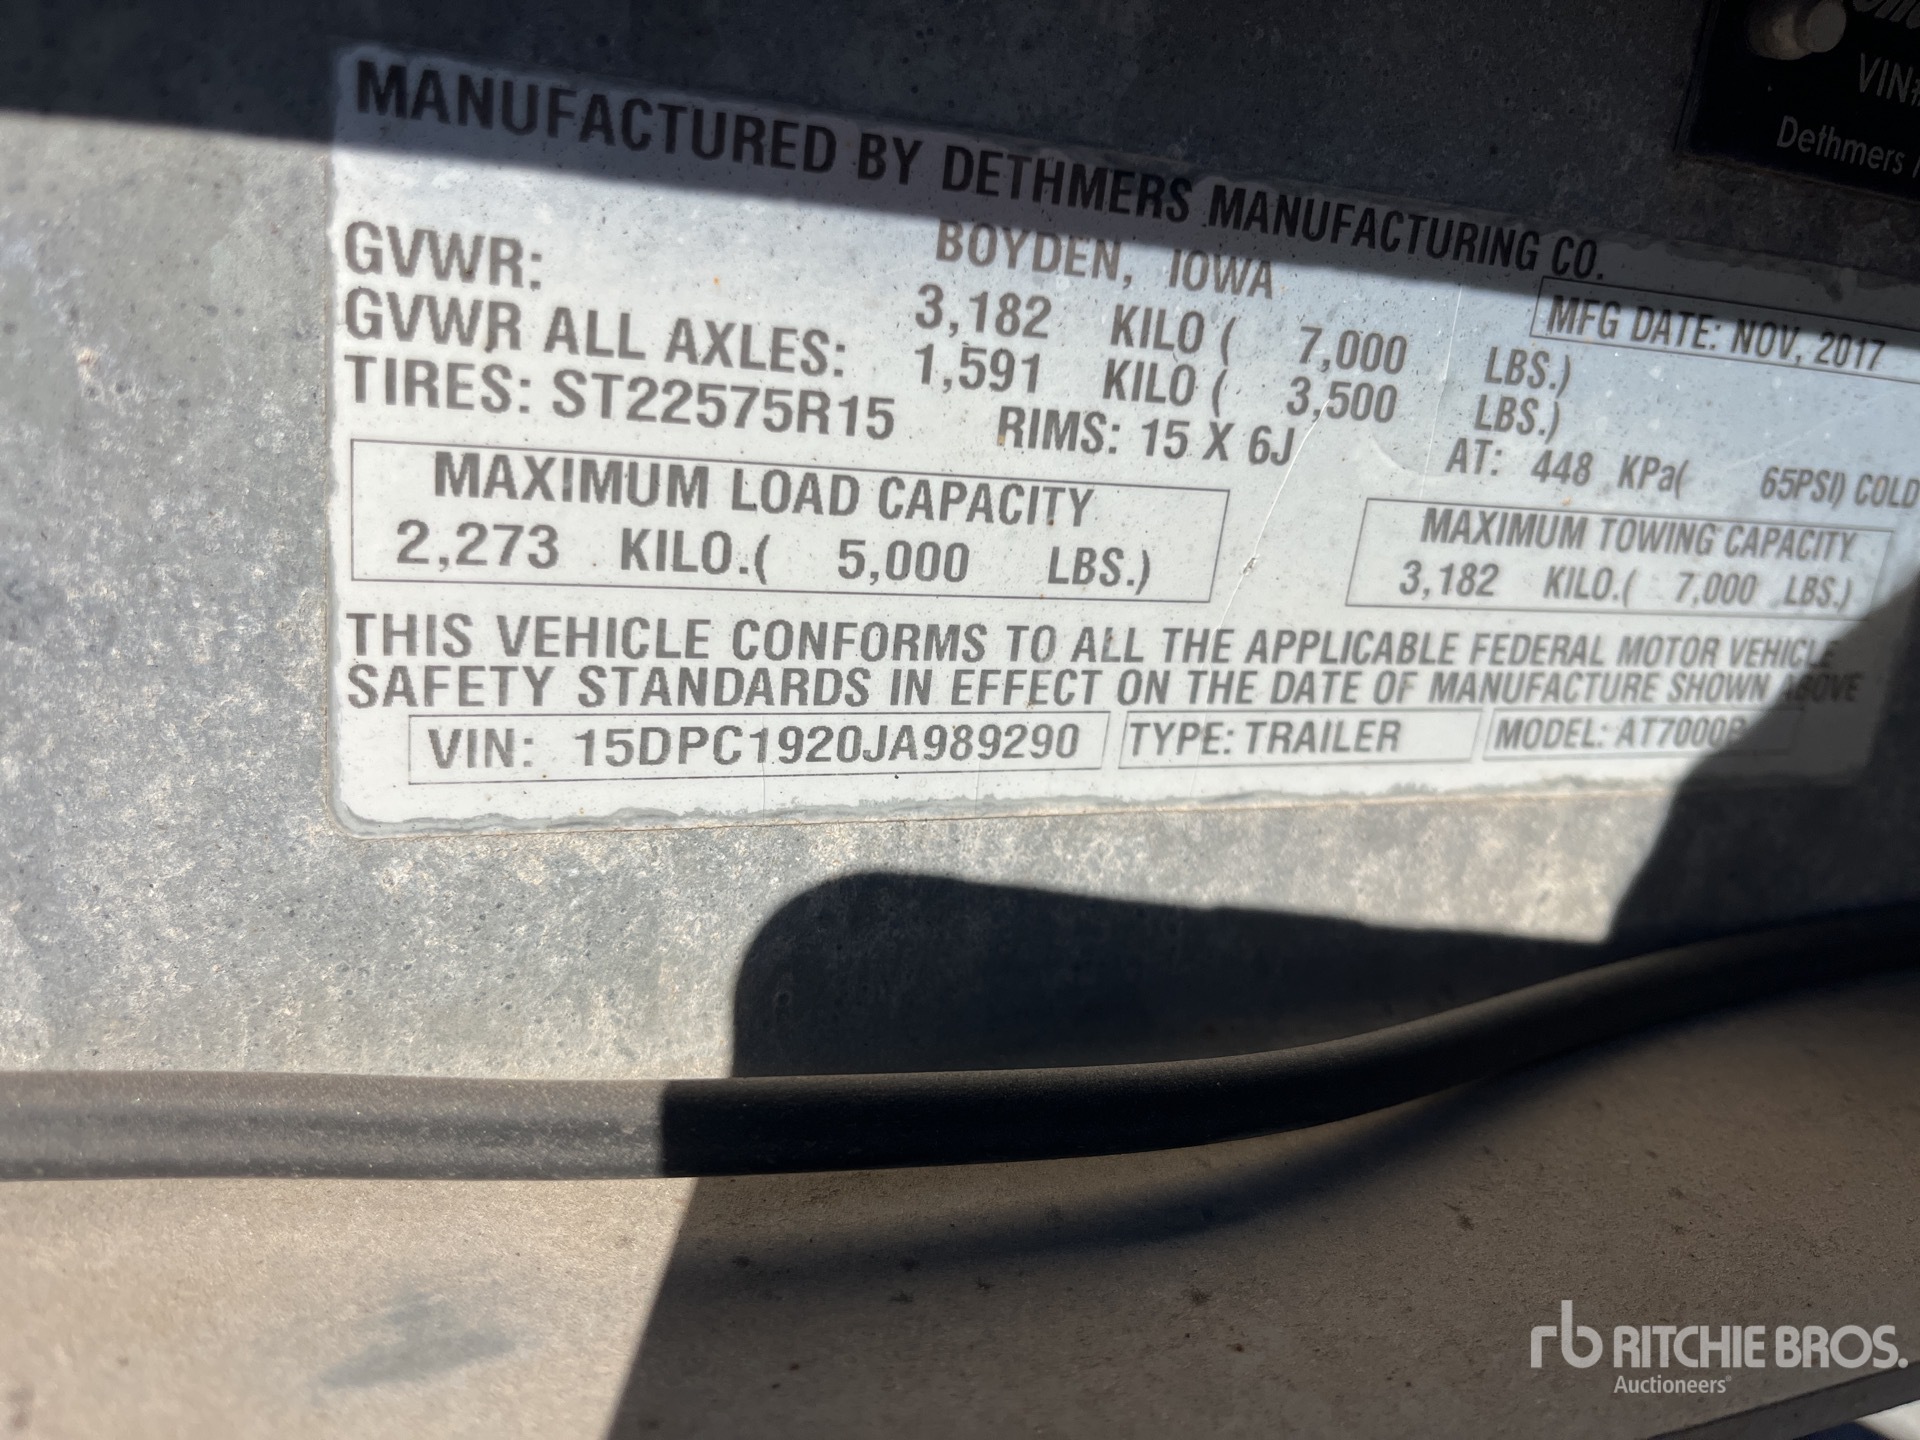 VIN#
Dethmers
MANUFACTURED BY DETHMERS MANUFACTURING CO.
BOYDEN, IOWA
MFG DATE: NOV, 2017
GVWR: 3,182 KILO ( 7,000 LBS.)
GVWR ALL AXLES: 1,591 KILO ( 3,500 LBS.)
TIRES: ST22575R15 RIMS: 15 X 6J AT: 448 KPa( 65PSI) COLD
MAXIMUM LOAD CAPACITY
2,273 KILO.( 5,000 LBS.)
MAXIMUM TOWING CAPACITY
3,182 KILO.( 7,000 LBS.)
THIS VEHICLE CONFORMS TO ALL THE APPLICABLE FEDERAL MOTOR VEHICLE
SAFETY STANDARDS IN EFFECT ON THE DATE OF MANUFACTURE SHOWN ABOVE
VIN: 15DPC1920JA989290 TYPE: TRAILER MODEL:
rb RITCHIE BROS.
Auctioneers